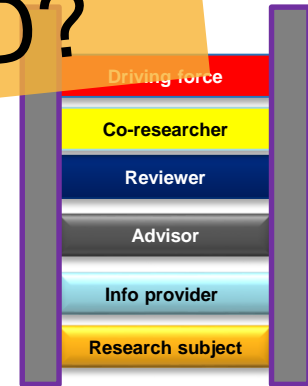 D?
Driving force
Co-researcher
Reviewer
Advisor
Info provider
Research subject